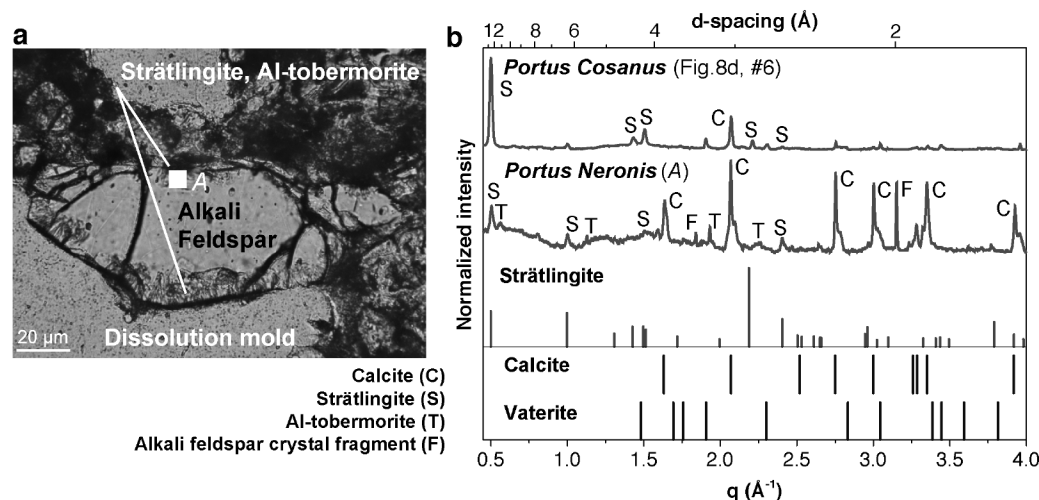 a
Strätlingite, Al-tobermorite
A
Alkali
Feldspar
20 µm
Dissolution mold
Calcite (C)
Strätlingite (S)
Al-tobermorite (T)
Alkali feldspar crystal fragment (F)
b
d-spacing (Å)
12 8 6 4 2
Portus Cosanus (Fig.8d, #6)
S S S C S S
Portus Neronis (A)
S T S T S C F T C T S C C F C C
Strätlingite
Calcite
Vaterite
Normalized intensity
0.5 1.0 1.5 2.0 2.5 3.0 3.5 4.0
q (Å⁻¹)